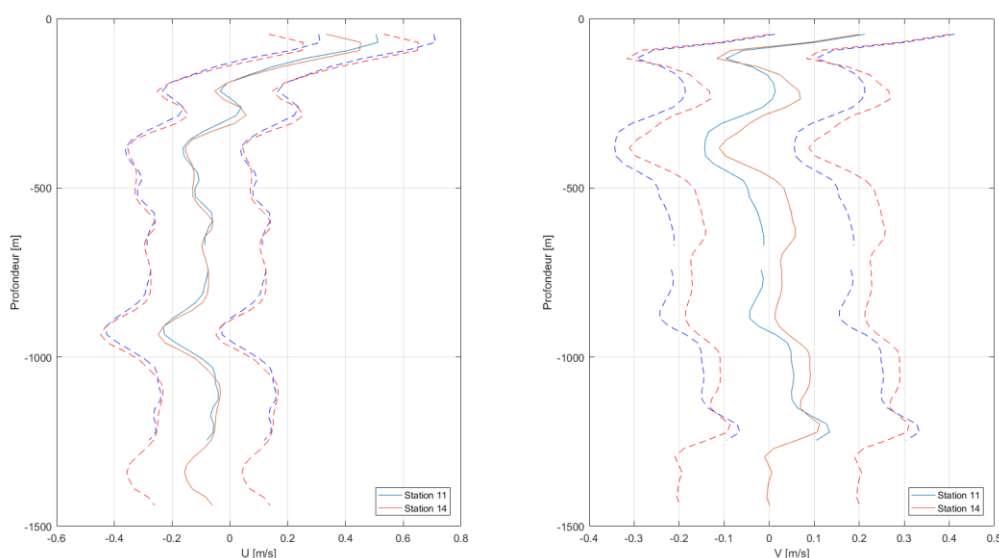 0
-500
-1000
-1500
Profondeur [m]
-0.6 -0.4 -0.2 0 0.2 0.4 0.6 0.8
U [m/s]
Station 11
Station 14
0
-500
-1000
-1500
Profondeur [m]
-0.4 -0.3 -0.2 -0.1 0 0.1 0.2 0.3 0.4 0.5
V [m/s]
Station 11
Station 14